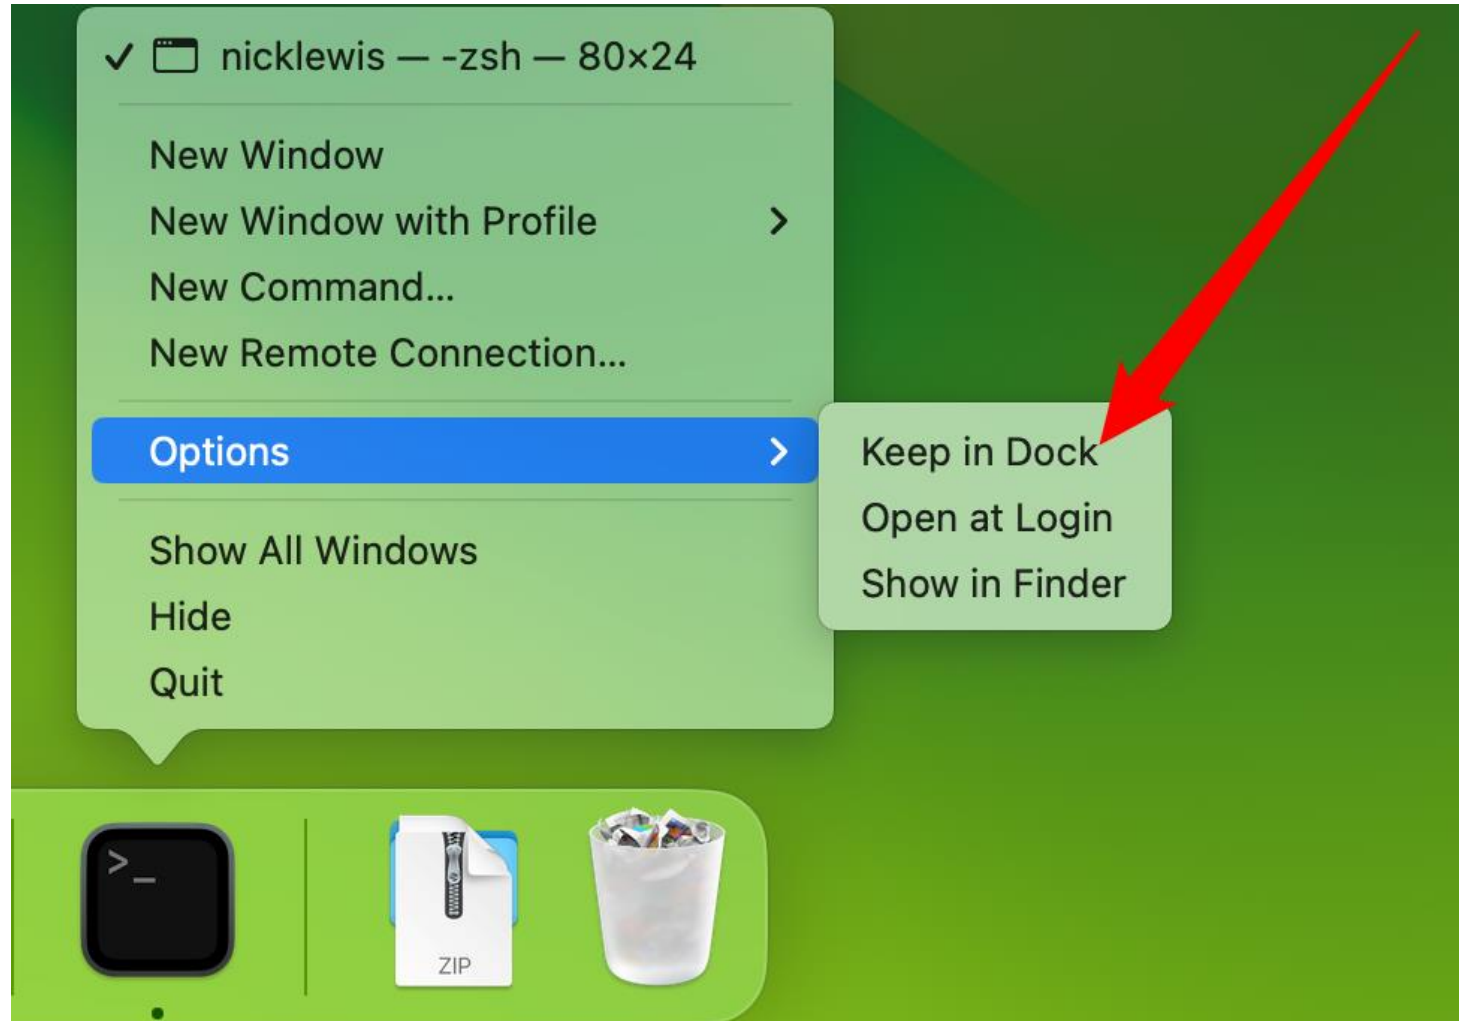 nicklewis — -zsh — 80×24
New Window
New Window with Profile
New Command...
New Remote Connection...
Options
Keep in Dock
Open at Login
Show in Finder
Show All Windows
Hide
Quit
>_
ZIP